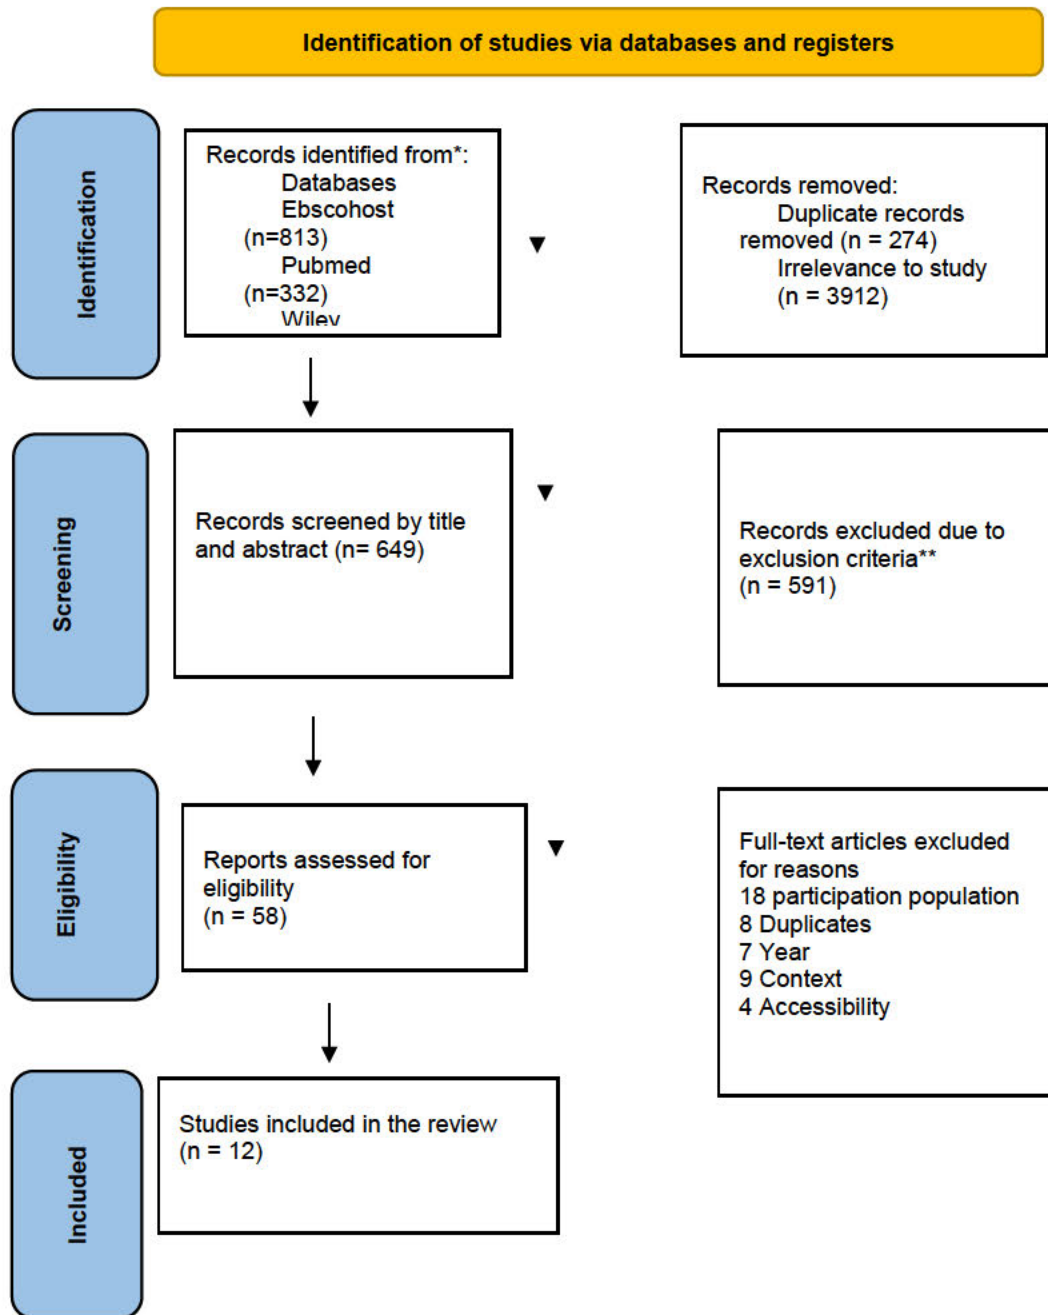 Identification of studies via databases and registers
Identification
Records identified from*:
Databases
Ebscohost
(n=813)
Pubmed
(n=332)
Wiley
Records removed:
Duplicate records
removed (n = 274)
Irrelevance to study
(n = 3912)
Screening
Records screened by title
and abstract (n= 649)
Records excluded due to
exclusion criteria**
(n = 591)
Eligibility
Reports assessed for
eligibility
(n = 58)
Full-text articles excluded
for reasons
18 participation population
8 Duplicates
7 Year
9 Context
4 Accessibility
Included
Studies included in the review
(n = 12)